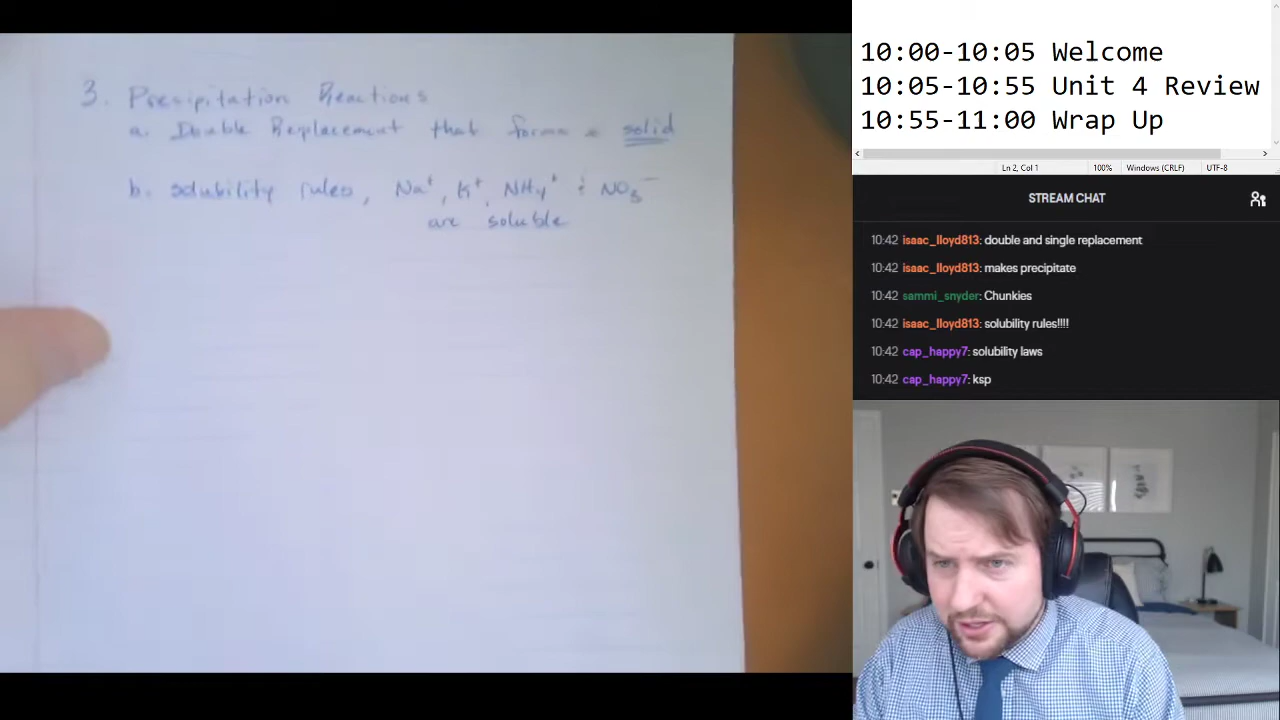 3. Precipitation Reactions
a. Double Replacement that forms a solid
b. solubility rules, Na⁺, K⁺, NH₄⁺ & NO₃⁻
are soluble
10:00-10:05 Welcome
10:05-10:55 Unit 4 Review
10:55-11:00 Wrap Up
Ln 2, Col 1 100% Windows (CRLF) UTF-8
STREAM CHAT
10:42 isaac_lloyd813: double and single replacement
10:42 isaac_lloyd813: makes precipitate
10:42 sammi_snyder: Chunkies
10:42 isaac_lloyd813: solubility rules!!!!
10:42 cap_happy7: solubility laws
10:42 cap_happy7: ksp